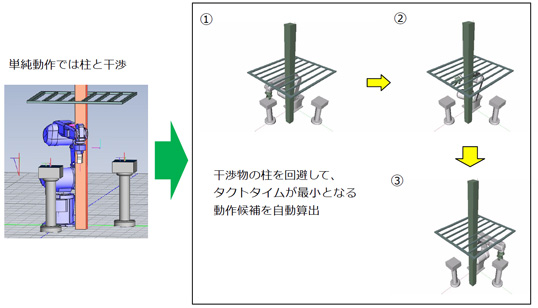 単純動作では柱と干渉
①
②
干渉物の柱を回避して、
タクトタイムが最小となる
動作候補を自動算出
③